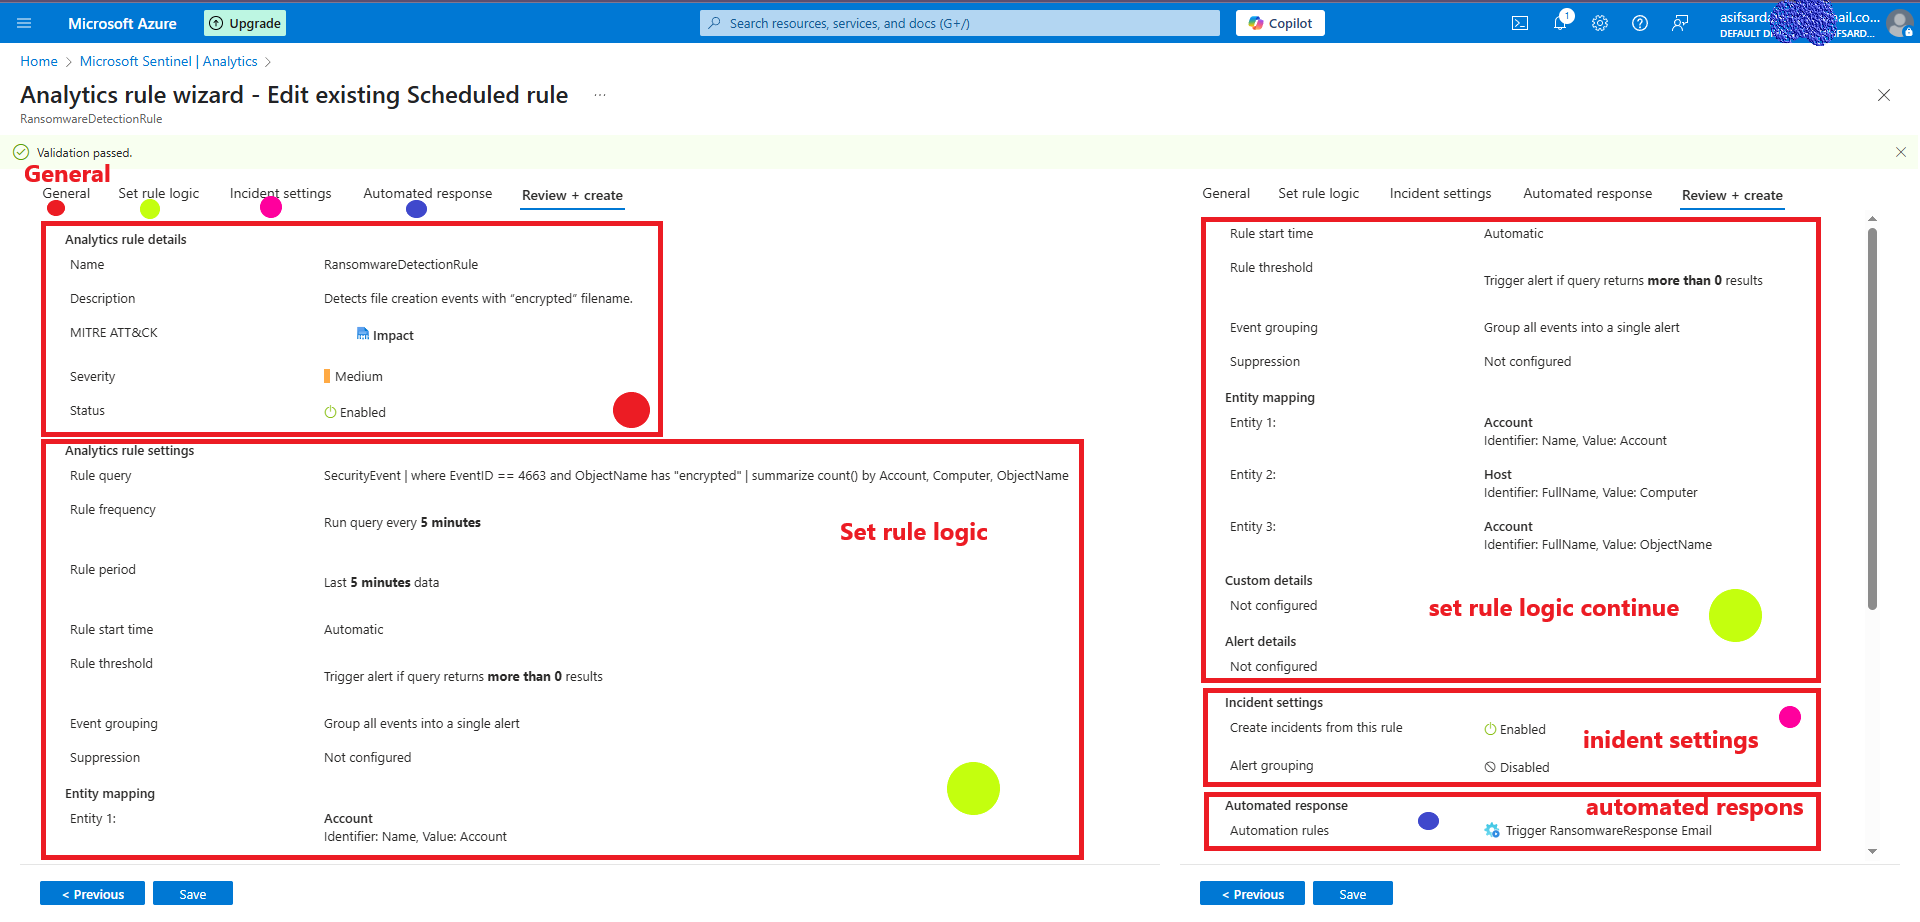 Microsoft Azure
Upgrade
Search resources, services, and docs (G+/)
Copilot
1
asifsarda
ail.co...
DEFAULT D
EFSARD...
Home > Microsoft Sentinel | Analytics >
Analytics rule wizard - Edit existing Scheduled rule ...
RansomwareDetectionRule
Validation passed.
General
General Set rule logic Incident settings Automated response Review + create
Analytics rule details
Name RansomwareDetectionRule
Description Detects file creation events with “encrypted” filename.
MITRE ATT&CK Impact
Severity Medium
Status Enabled
Analytics rule settings
Rule query SecurityEvent | where EventID == 4663 and ObjectName has "encrypted" | summarize count() by Account, Computer, ObjectName
Rule frequency
Run query every 5 minutes
Set rule logic
Rule period
Last 5 minutes data
Rule start time Automatic
Rule threshold
Trigger alert if query returns more than 0 results
Event grouping Group all events into a single alert
Suppression Not configured
Entity mapping
Entity 1: Account
Identifier: Name, Value: Account
< Previous Save
General Set rule logic Incident settings Automated response Review + create
Rule start time Automatic
Rule threshold
Trigger alert if query returns more than 0 results
Event grouping Group all events into a single alert
Suppression Not configured
Entity mapping
Entity 1: Account
Identifier: Name, Value: Account
Entity 2: Host
Identifier: FullName, Value: Computer
Entity 3: Account
Identifier: FullName, Value: ObjectName
Custom details
Not configured
set rule logic continue
Alert details
Not configured
Incident settings
Create incidents from this rule Enabled
inident settings
Alert grouping Disabled
Automated response
automated respons
Automation rules Trigger RansomwareResponse Email
< Previous Save